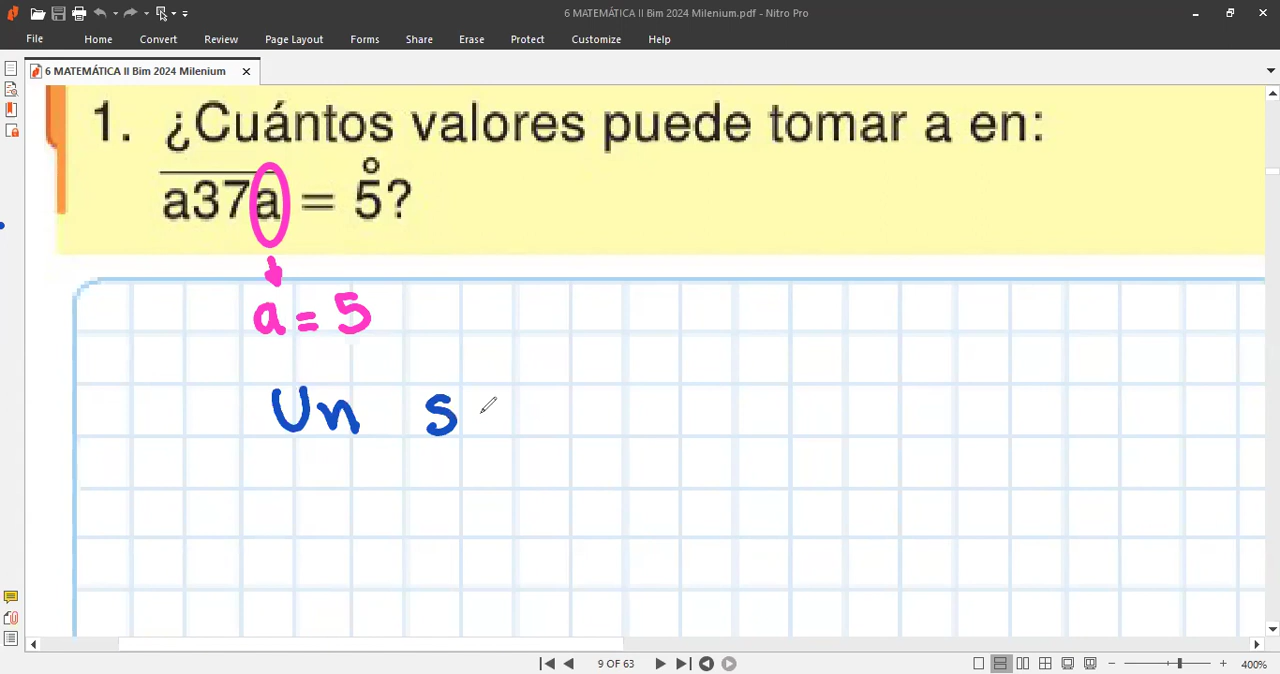 6 MATEMÁTICA II Bim 2024 Milenium.pdf - Nitro Pro
File Home Convert Review Page Layout Forms Share Erase Protect Customize Help
6 MATEMÁTICA II Bim 2024 Milenium
1. ¿Cuántos valores puede tomar a en:
a37a = 5?
a = 5
Un s
9 OF 63
400%